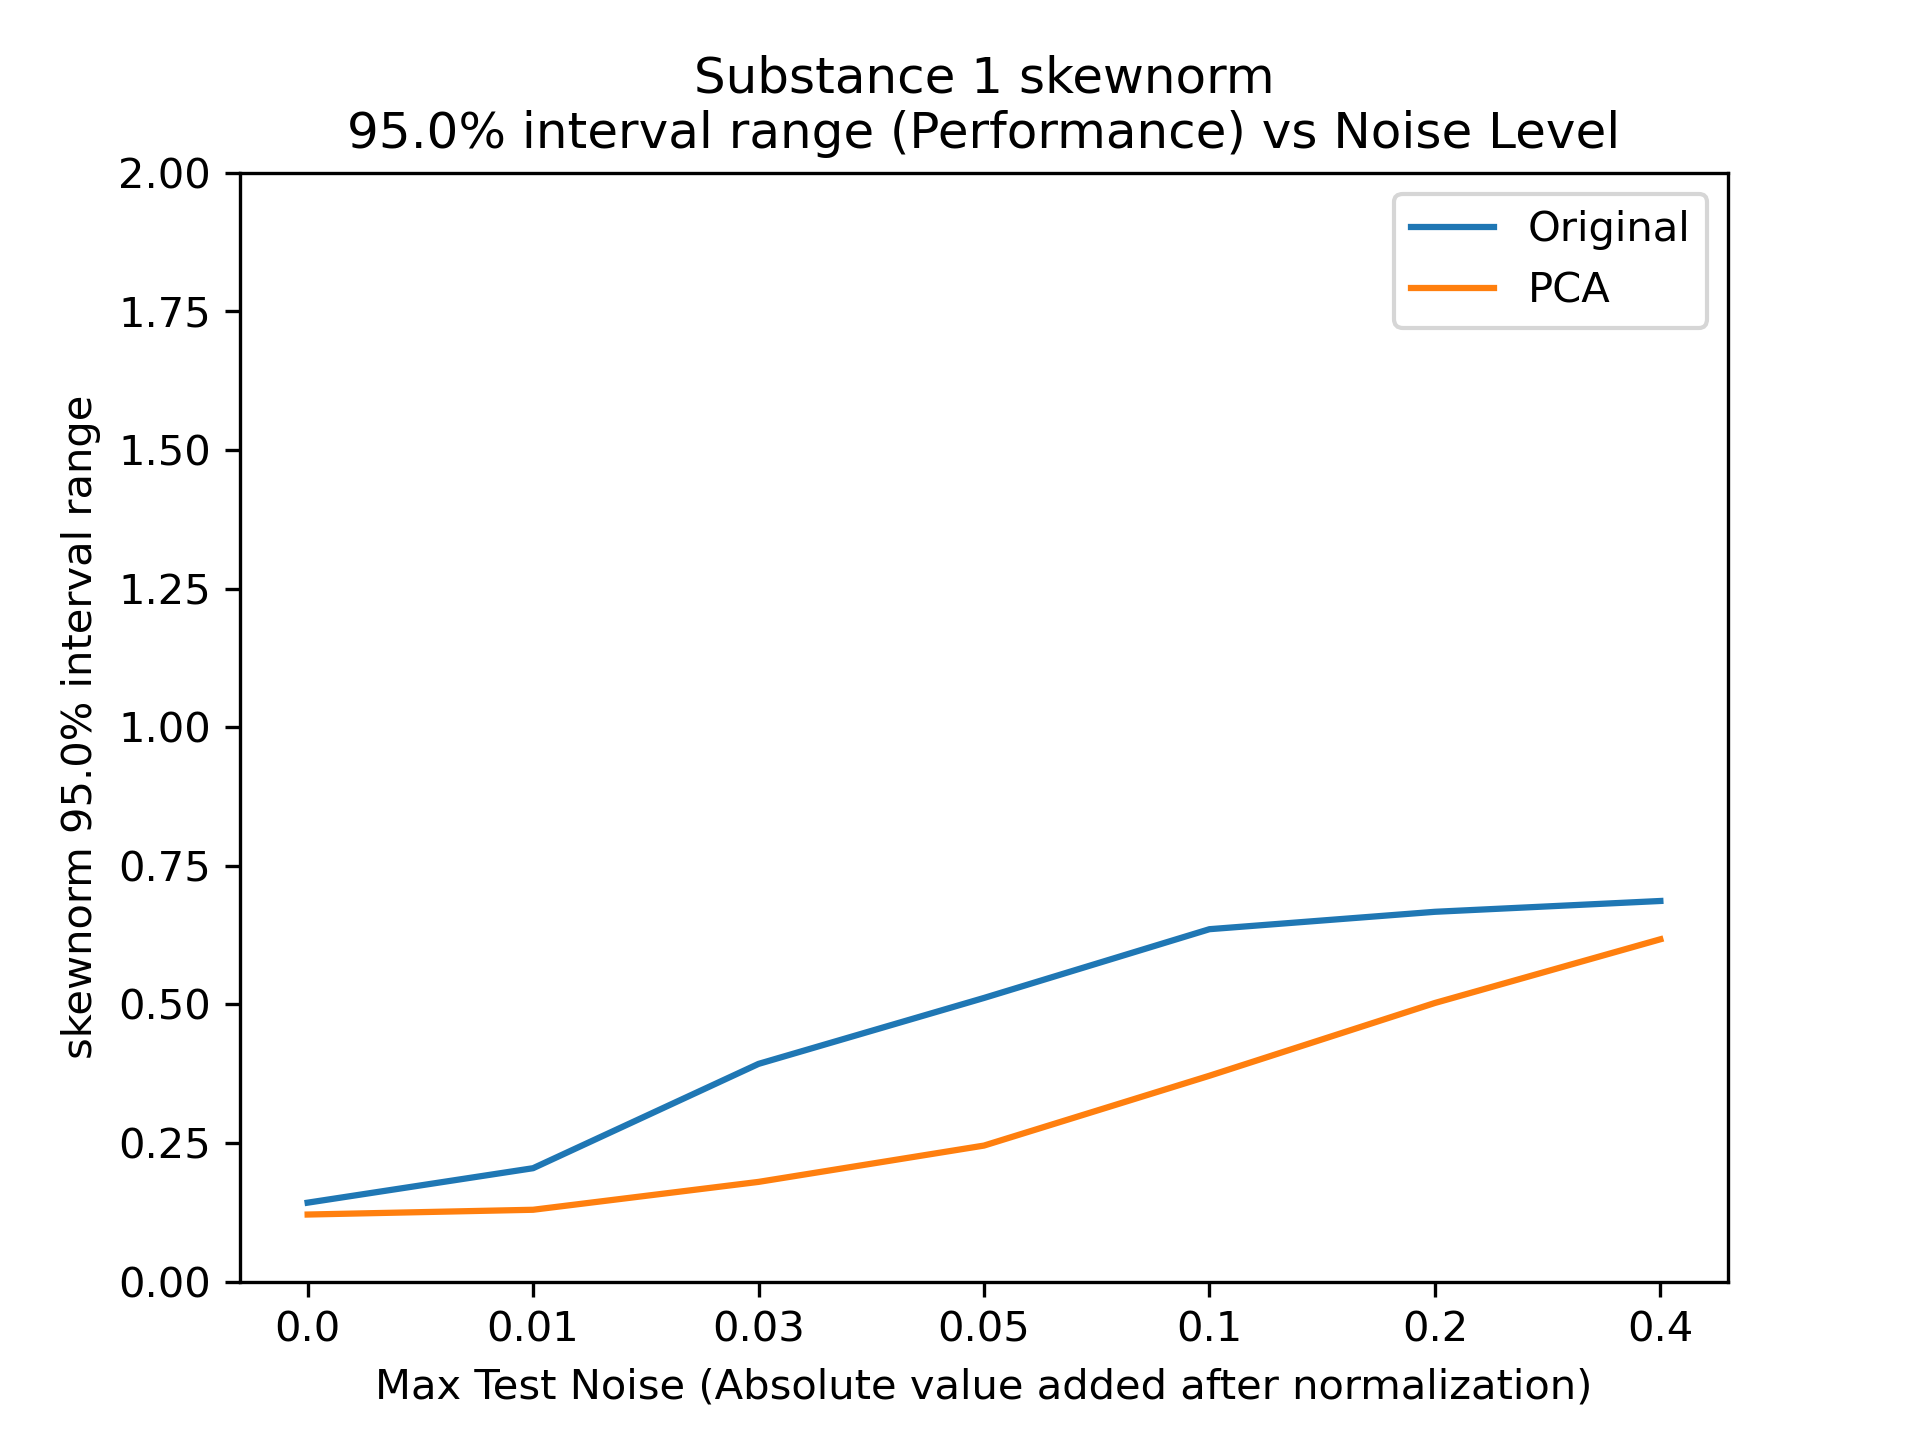 Substance 1 skewnorm
95.0% interval range (Performance) vs Noise Level
2.00
1.75
1.50
1.25
1.00
0.75
0.50
0.25
0.00
skewnorm 95.0% interval range
Original
PCA
0.0 0.01 0.03 0.05 0.1 0.2 0.4
Max Test Noise (Absolute value added after normalization)